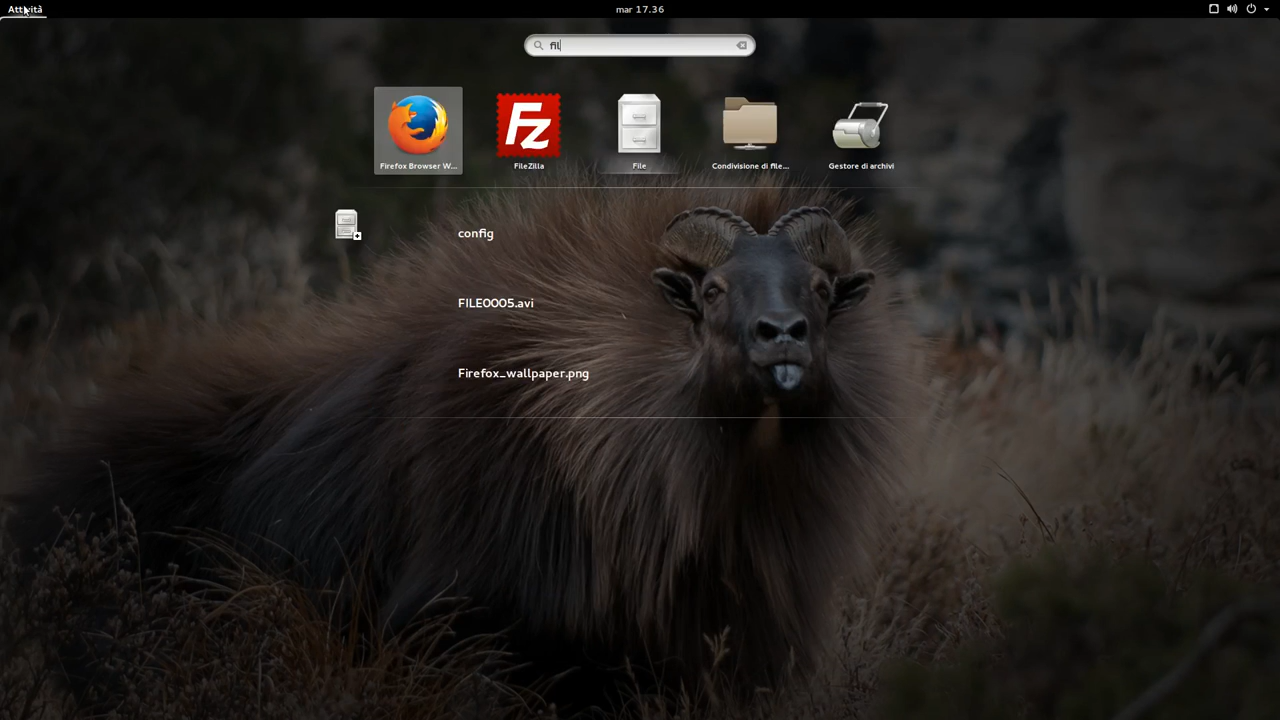 Attività
mar 17.36
fil
Firefox Browser W...
FileZilla
File
Condivisione di file...
Gestore di archivi
config
FILE0005.avi
Firefox_wallpaper.png